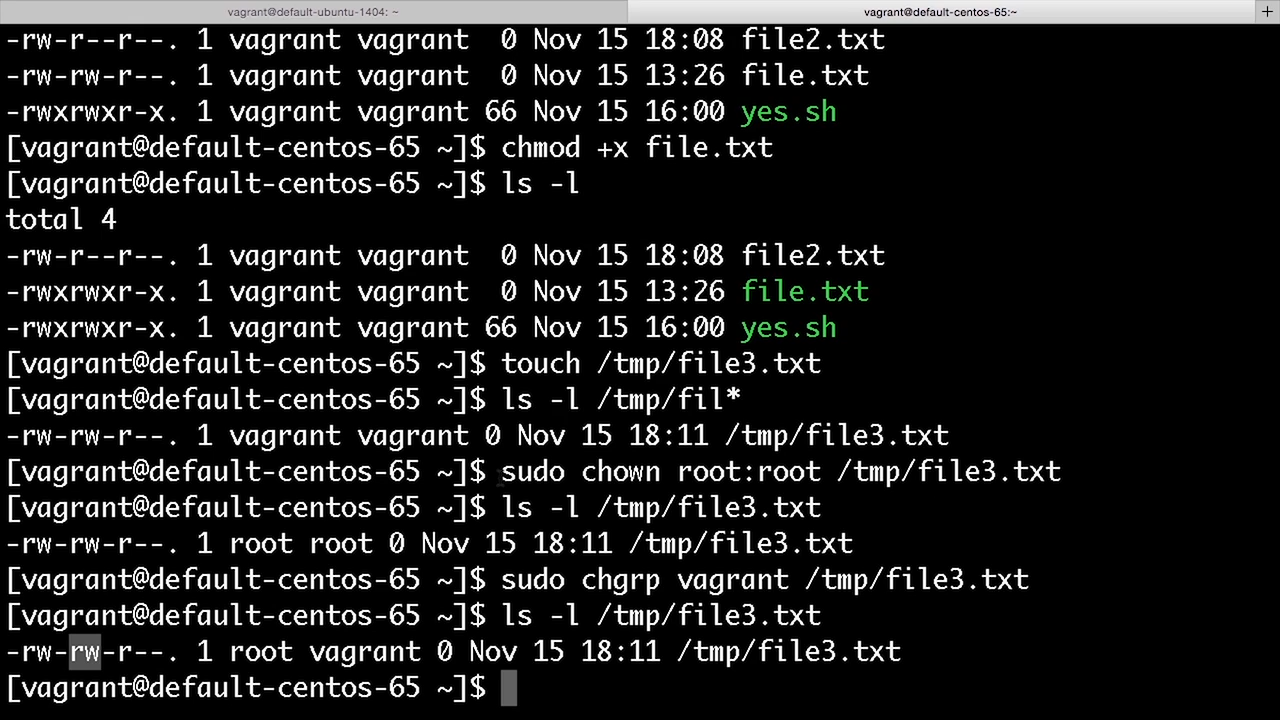 vagrant@default-ubuntu-1404: ~
vagrant@default-centos-65:~
+
-rw-r--r--. 1 vagrant vagrant  0 Nov 15 18:08 file2.txt
-rw-rw-r--. 1 vagrant vagrant  0 Nov 15 13:26 file.txt
-rwxrwxr-x. 1 vagrant vagrant 66 Nov 15 16:00 yes.sh
[vagrant@default-centos-65 ~]$ chmod +x file.txt
[vagrant@default-centos-65 ~]$ ls -l
total 4
-rw-r--r--. 1 vagrant vagrant  0 Nov 15 18:08 file2.txt
-rwxrwxr-x. 1 vagrant vagrant  0 Nov 15 13:26 file.txt
-rwxrwxr-x. 1 vagrant vagrant 66 Nov 15 16:00 yes.sh
[vagrant@default-centos-65 ~]$ touch /tmp/file3.txt
[vagrant@default-centos-65 ~]$ ls -l /tmp/fil*
-rw-rw-r--. 1 vagrant vagrant 0 Nov 15 18:11 /tmp/file3.txt
[vagrant@default-centos-65 ~]$ sudo chown root:root /tmp/file3.txt
[vagrant@default-centos-65 ~]$ ls -l /tmp/file3.txt
-rw-rw-r--. 1 root root 0 Nov 15 18:11 /tmp/file3.txt
[vagrant@default-centos-65 ~]$ sudo chgrp vagrant /tmp/file3.txt
[vagrant@default-centos-65 ~]$ ls -l /tmp/file3.txt
-rw-rw-r--. 1 root vagrant 0 Nov 15 18:11 /tmp/file3.txt
[vagrant@default-centos-65 ~]$